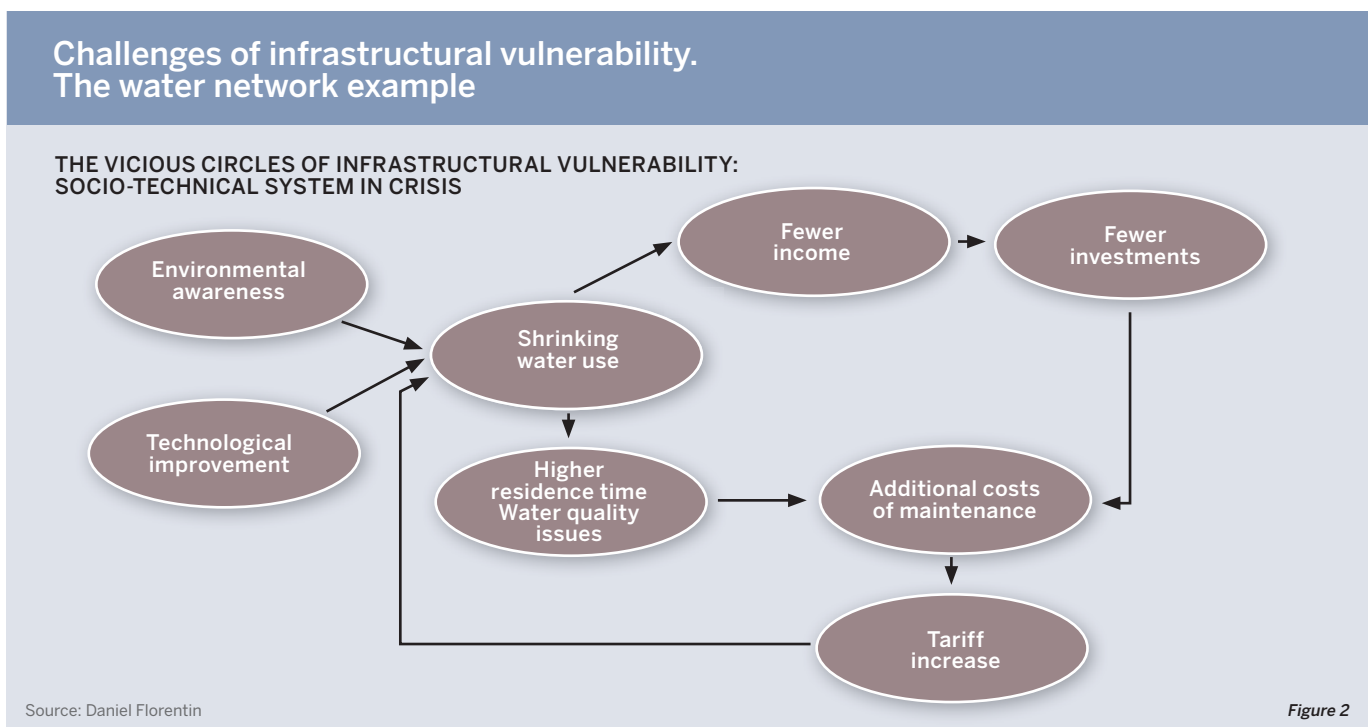 Challenges of infrastructural vulnerability.
The water network example
THE VICIOUS CIRCLES OF INFRASTRUCTURAL VULNERABILITY:
SOCIO-TECHNICAL SYSTEM IN CRISIS
Environmental
awareness
Technological
improvement
Shrinking
water use
Fewer
income
Fewer
investments
Higher
residence time
Water quality
issues
Additional costs
of maintenance
Tariff
increase
Source: Daniel Florentin
Figure 2